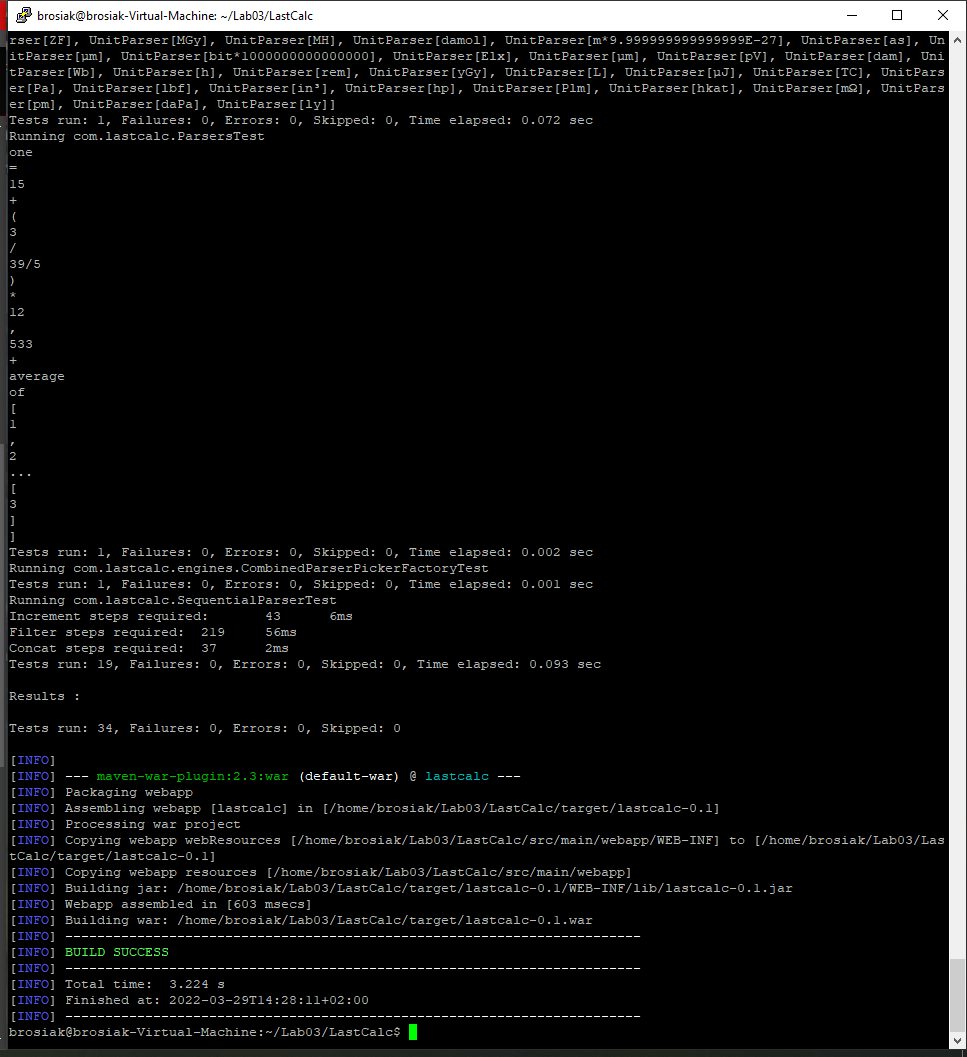 brosiak@brosiak-Virtual-Machine: ~/Lab03/LastCalc
rser[ZF], UnitParser[MGy], UnitParser[MH], UnitParser[damol], UnitParser[m*9.999999999999999E-27], UnitParser[as], Un
itParser[μm], UnitParser[bit*1000000000000000], UnitParser[Elx], UnitParser[μm], UnitParser[pV], UnitParser[dam], Uni
tParser[Wb], UnitParser[h], UnitParser[rem], UnitParser[yGy], UnitParser[L], UnitParser[μJ], UnitParser[TC], UnitPars
er[Pa], UnitParser[lbf], UnitParser[in³], UnitParser[hp], UnitParser[Plm], UnitParser[hkat], UnitParser[mΩ], UnitPars
er[pm], UnitParser[daPa], UnitParser[ly]]
Tests run: 1, Failures: 0, Errors: 0, Skipped: 0, Time elapsed: 0.072 sec
Running com.lastcalc.ParsersTest
one
=
15
+
(
3
/
39/5
)
*
12
,
533
+
average
of
[
1
,
2
...
[
3
]
]
Tests run: 1, Failures: 0, Errors: 0, Skipped: 0, Time elapsed: 0.002 sec
Running com.lastcalc.engines.CombinedParserPickerFactoryTest
Tests run: 1, Failures: 0, Errors: 0, Skipped: 0, Time elapsed: 0.001 sec
Running com.lastcalc.SequentialParserTest
Increment steps required:       43      6ms
Filter steps required:  219     56ms
Concat steps required:  37      2ms
Tests run: 19, Failures: 0, Errors: 0, Skipped: 0, Time elapsed: 0.093 sec
Results :
Tests run: 34, Failures: 0, Errors: 0, Skipped: 0
[INFO]
[INFO] --- maven-war-plugin:2.3:war (default-war) @ lastcalc ---
[INFO] Packaging webapp
[INFO] Assembling webapp [lastcalc] in [/home/brosiak/Lab03/LastCalc/target/lastcalc-0.1]
[INFO] Processing war project
[INFO] Copying webapp webResources [/home/brosiak/Lab03/LastCalc/src/main/webapp/WEB-INF] to [/home/brosiak/Lab03/Las
tCalc/target/lastcalc-0.1]
[INFO] Copying webapp resources [/home/brosiak/Lab03/LastCalc/src/main/webapp]
[INFO] Building jar: /home/brosiak/Lab03/LastCalc/target/lastcalc-0.1/WEB-INF/lib/lastcalc-0.1.jar
[INFO] Webapp assembled in [603 msecs]
[INFO] Building war: /home/brosiak/Lab03/LastCalc/target/lastcalc-0.1.war
[INFO] ------------------------------------------------------------------------
[INFO] BUILD SUCCESS
[INFO] ------------------------------------------------------------------------
[INFO] Total time:  3.224 s
[INFO] Finished at: 2022-03-29T14:28:11+02:00
[INFO] ------------------------------------------------------------------------
brosiak@brosiak-Virtual-Machine:~/Lab03/LastCalc$